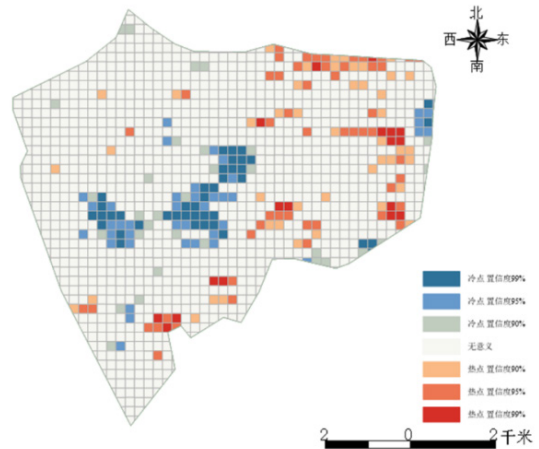 北
西 东
南
冷点 置信度99%
冷点 置信度95%
冷点 置信度90%
无意义
热点 置信度90%
热点 置信度95%
热点 置信度99%
2 0 2 千米